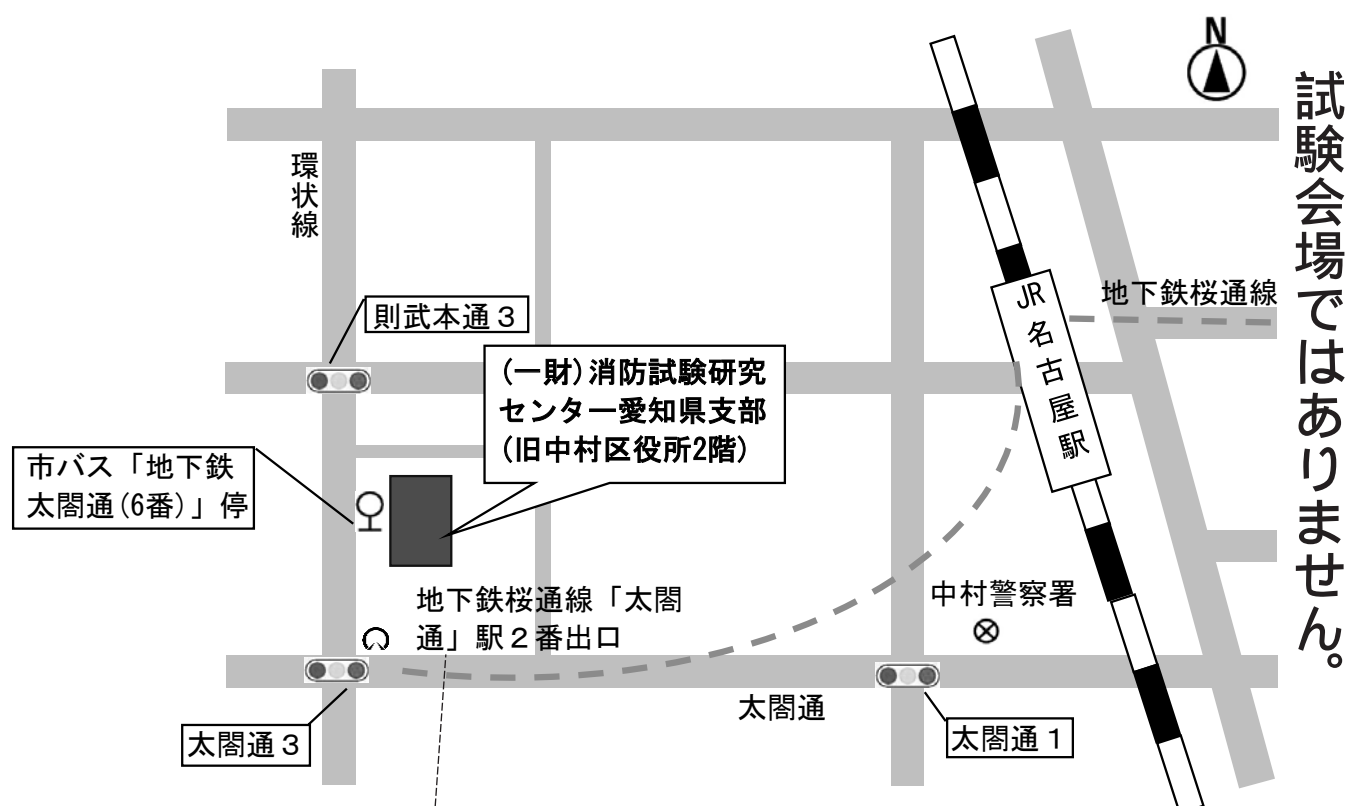 N
試験会場ではありません。
環状線
JR名古屋駅
地下鉄桜通線
則武本通３
(一財)消防試験研究
センター愛知県支部
(旧中村区役所2階)
市バス「地下鉄
太閤通(6番)」停
地下鉄桜通線「太閤
通」駅２番出口
中村警察署
太閤通
太閤通３
太閤通１